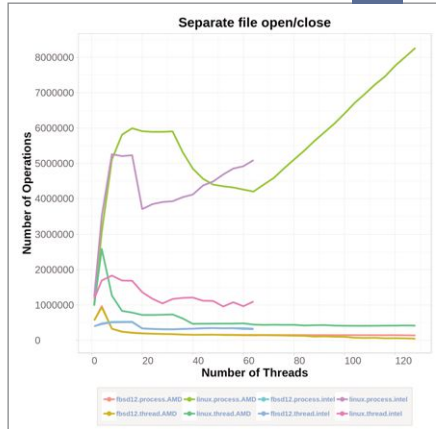 Separate file open/close
Number of Operations
8000000
7000000
6000000
5000000
4000000
3000000
2000000
1000000
0
0 20 40 60 80 100 120
Number of Threads
fbsd12.process.AMD linux.process.AMD fbsd12.process.intel linux.process.intel
fbsd12.thread.AMD linux.thread.AMD fbsd12.thread.intel linux.thread.intel